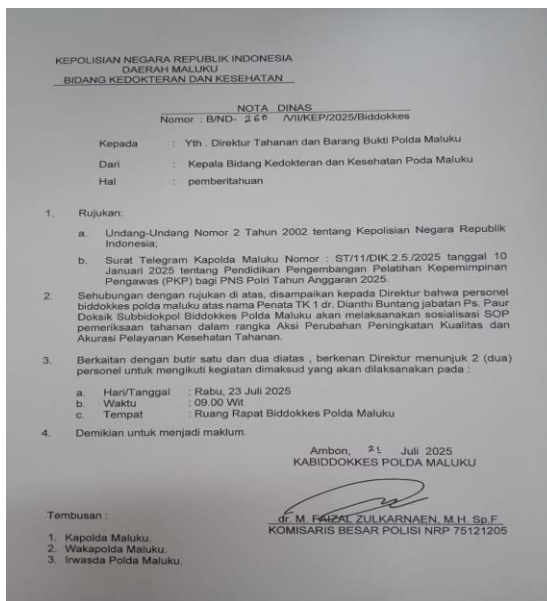 KEPOLISIAN NEGARA REPUBLIK INDONESIA
DAERAH MALUKU
BIDANG KEDOKTERAN DAN KESEHATAN
NOTA DINAS
Nomor : B/ND- 260 /VII/KEP/2025/Biddokkes
Kepada : Yth . Direktur Tahanan dan Barang Bukti Polda Maluku
Dari : Kepala Bidang Kedokteran dan Kesehatan Poda Maluku
Hal : pemberitahuan
1. Rujukan:
a. Undang-Undang Nomor 2 Tahun 2002 tentang Kepolisian Negara Republik
Indonesia;
b. Surat Telegram Kapolda Maluku Nomor : ST/11/DIK.2.5./2025 tanggal 10
Januari 2025 tentang Pendidikan Pengembangan Pelatihan Kepemimpinan
Pengawas (PKP) bagi PNS Polri Tahun Anggaran 2025.
2. Sehubungan dengan rujukan di atas, disampaikan kepada Direktur bahwa personel
biddokkes polda maluku atas nama Penata TK 1 dr. Dianthi Buntang jabatan Ps. Paur
Doksik Subbidokpol Biddokkes Polda Maluku akan melaksanakan sosialisasi SOP
pemeriksaan tahanan dalam rangka Aksi Perubahan Peningkatan Kualitas dan
Akurasi Pelayanan Kesehatan Tahanan.
3. Berkaitan dengan butir satu dan dua diatas , berkenan Direktur menunjuk 2 (dua)
personel untuk mengikuti kegiatan dimaksud yang akan dilaksanakan pada :
a. Hari/Tanggal : Rabu, 23 Juli 2025
b. Waktu : 09.00 Wit
c. Tempat : Ruang Rapat Biddokkes Polda Maluku
4. Demikian untuk menjadi maklum.
Ambon, 21 Juli 2025
KABIDDOKKES POLDA MALUKU
dr. M. FAIZAL ZULKARNAEN, M.H. Sp.F
KOMISARIS BESAR POLISI NRP 75121205
Tembusan :
1. Kapolda Maluku.
2. Wakapolda Maluku.
3. Irwasda Polda Maluku.